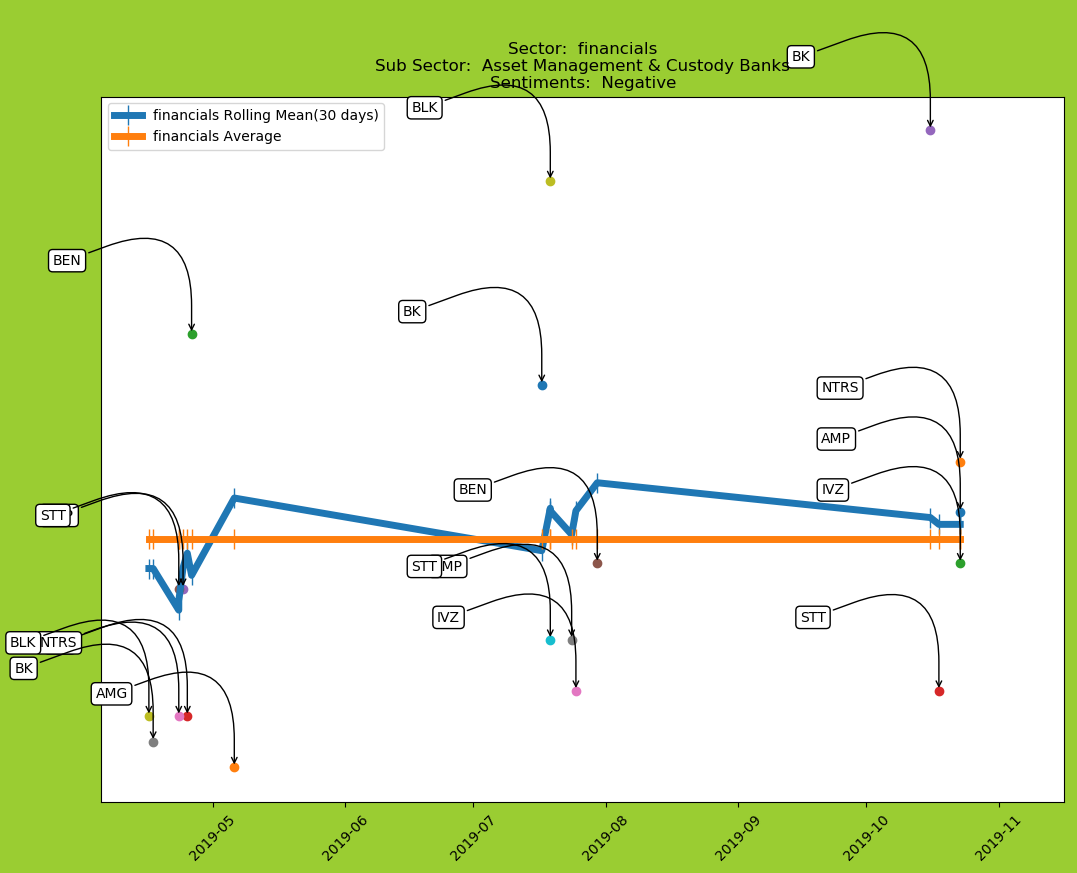 Sector:  financials
Sub Sector:  Asset Management & Custody Banks
Sentiments:  Negative
financials Rolling Mean(30 days)
financials Average
BK
BLK
BEN
BK
NTRS
AMP
IVZ
BEN
STT
STT
MP
IVZ
STT
BLK
NTRS
BK
AMG
2019-05
2019-06
2019-07
2019-08
2019-09
2019-10
2019-11